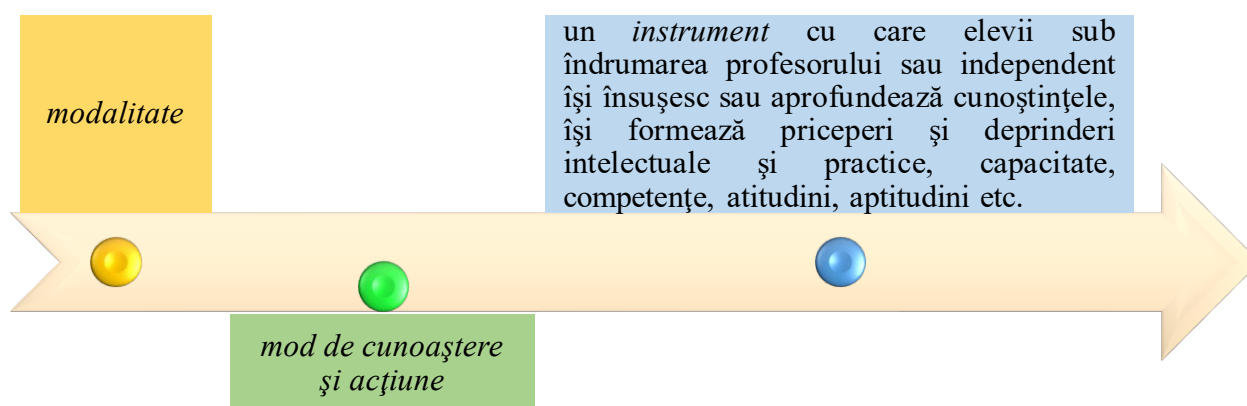 modalitate
un instrument cu care elevii sub
îndrumarea profesorului sau independent
îşi însuşesc sau aprofundează cunoştinţele,
îşi formează priceperi şi deprinderi
intelectuale şi practice, capacitate,
competenţe, atitudini, aptitudini etc.
mod de cunoaştere
şi acţiune